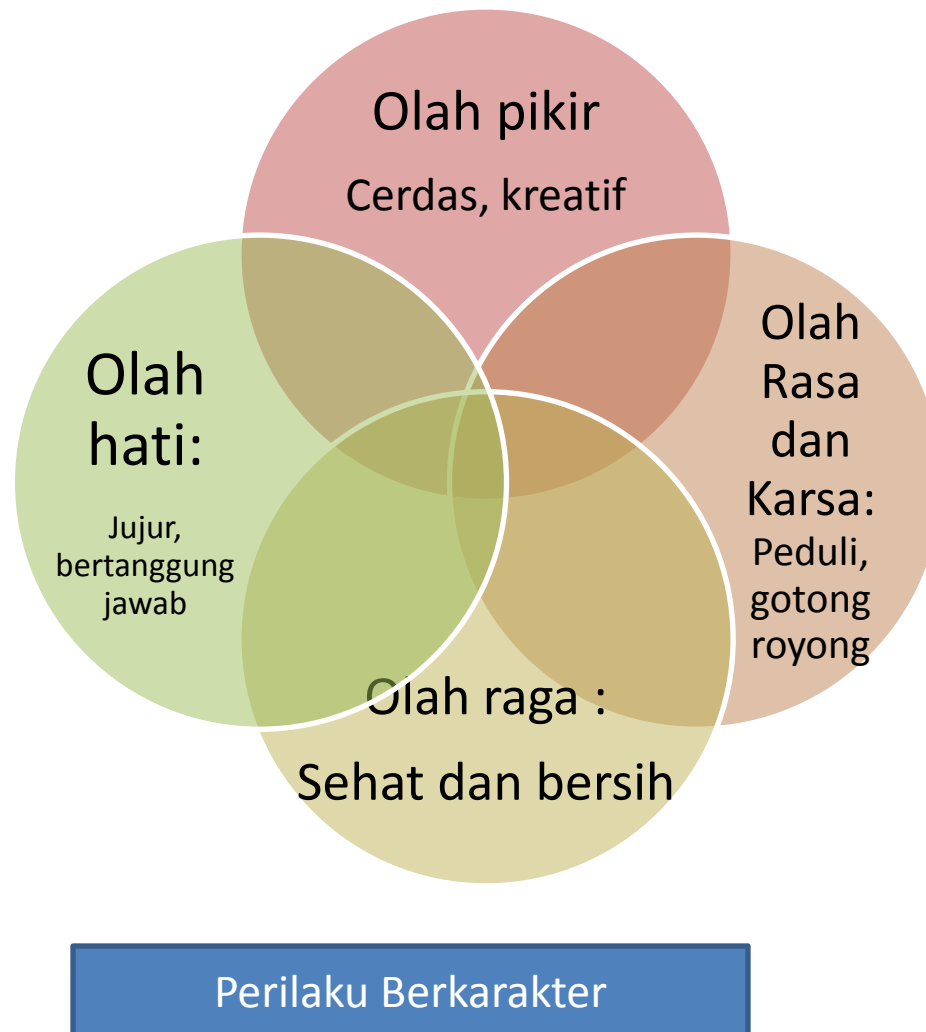 Olah pikir
Cerdas, kreatif
Olah
hati:
Jujur,
bertanggung
jawab
Olah
Rasa
dan
Karsa:
Peduli,
gotong
royong
Olah raga :
Sehat dan bersih
Perilaku Berkarakter